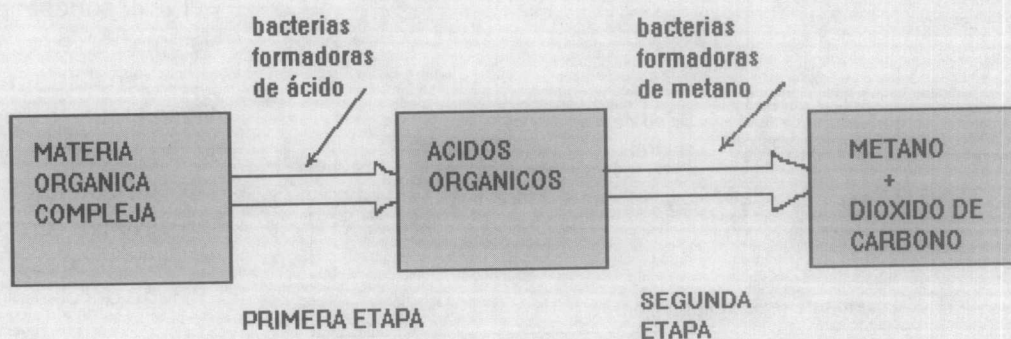 bacterias
formadoras
de ácido
bacterias
formadoras
de metano
MATERIA
ORGANICA
COMPLEJA
ACIDOS
ORGANICOS
METANO
+
DIOXIDO DE
CARBONO
PRIMERA ETAPA
SEGUNDA
ETAPA